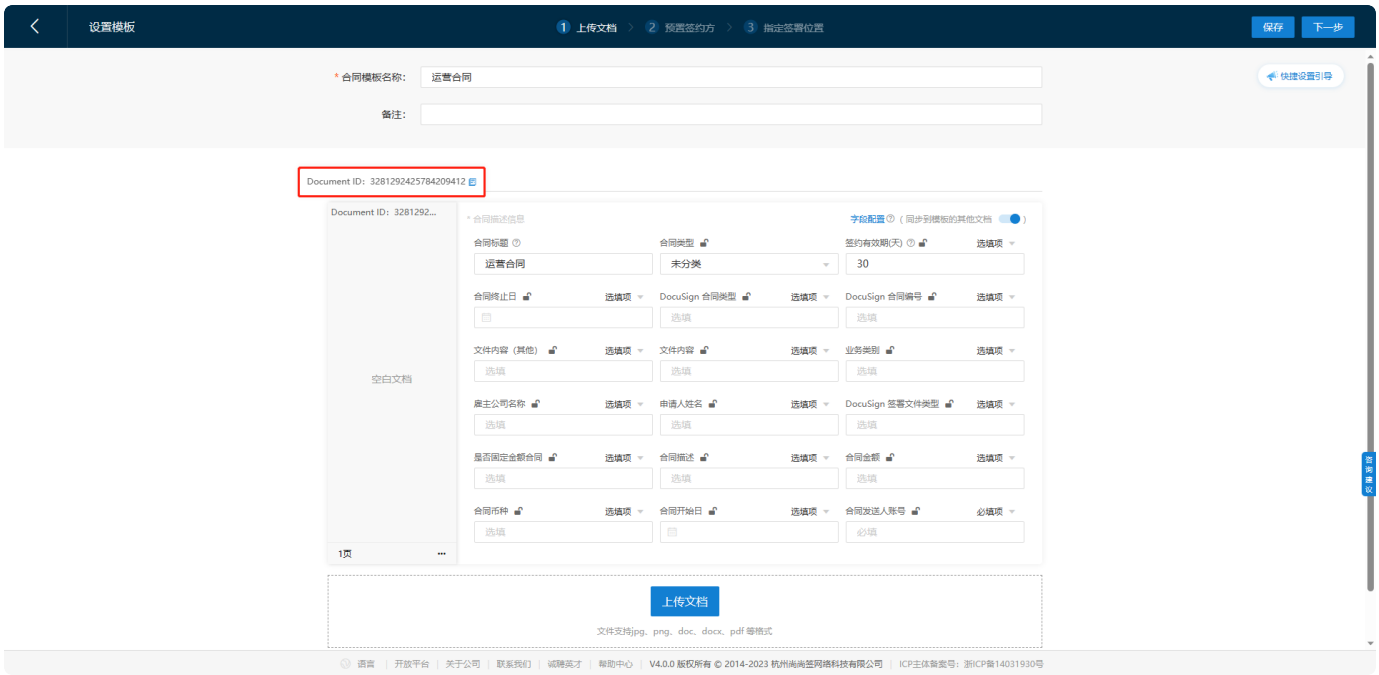 设置模板
1 上传文档 > 2 预置签约方 > 3 指定签署位置
保存 下一步
* 合同模板名称： 运营合同
快捷设置引导
备注：
Document ID： 3281292425784209412
Document ID： 3281292...
* 合同描述信息 字段配置 ( 同步到模板的其他文档 )
合同标题 合同类型 签约有效期(天) 选填项
运营合同 未分类 30
合同终止日 选填项 DocuSign 合同类型 选填项 DocuSign 合同编号 选填项
选填 选填
文件内容（其他） 选填项 文件内容 选填项 业务类别 选填项
选填 选填 选填
空白文档
雇主公司名称 选填项 申请人姓名 选填项 DocuSign 签署文件类型 选填项
选填 选填 选填
是否固定金额合同 选填项 合同描述 选填项 合同金额 选填项
选填 选填 选填
合同币种 选填项 合同开始日 选填项 合同发送人账号 必填项
选填 必填
1页 ...
咨询建议
上传文档
文件支持jpg、png、doc、docx、pdf 等格式
语言 | 开放平台 | 关于公司 | 联系我们 | 诚聘英才 | 帮助中心 | V4.0.0 版权所有 © 2014-2023 杭州尚尚签网络科技有限公司 | ICP主体备案号：浙ICP备14031930号